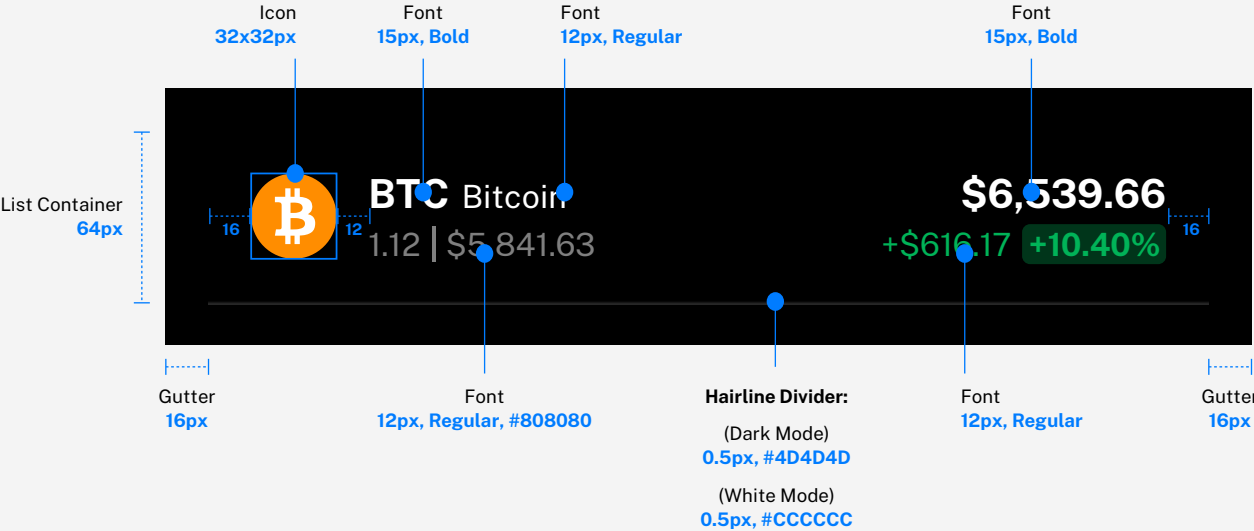 Icon
32x32px
Font
15px, Bold
Font
12px, Regular
Font
15px, Bold
List Container
64px
16
12
BTC Bitcoin
$6,539.66
1.12 | $5,841.63
+$616.17 +10.40%
16
Gutter
16px
Font
12px, Regular, #808080
Hairline Divider:
(Dark Mode)
0.5px, #4D4D4D
(White Mode)
0.5px, #CCCCCC
Font
12px, Regular
Gutter
16px